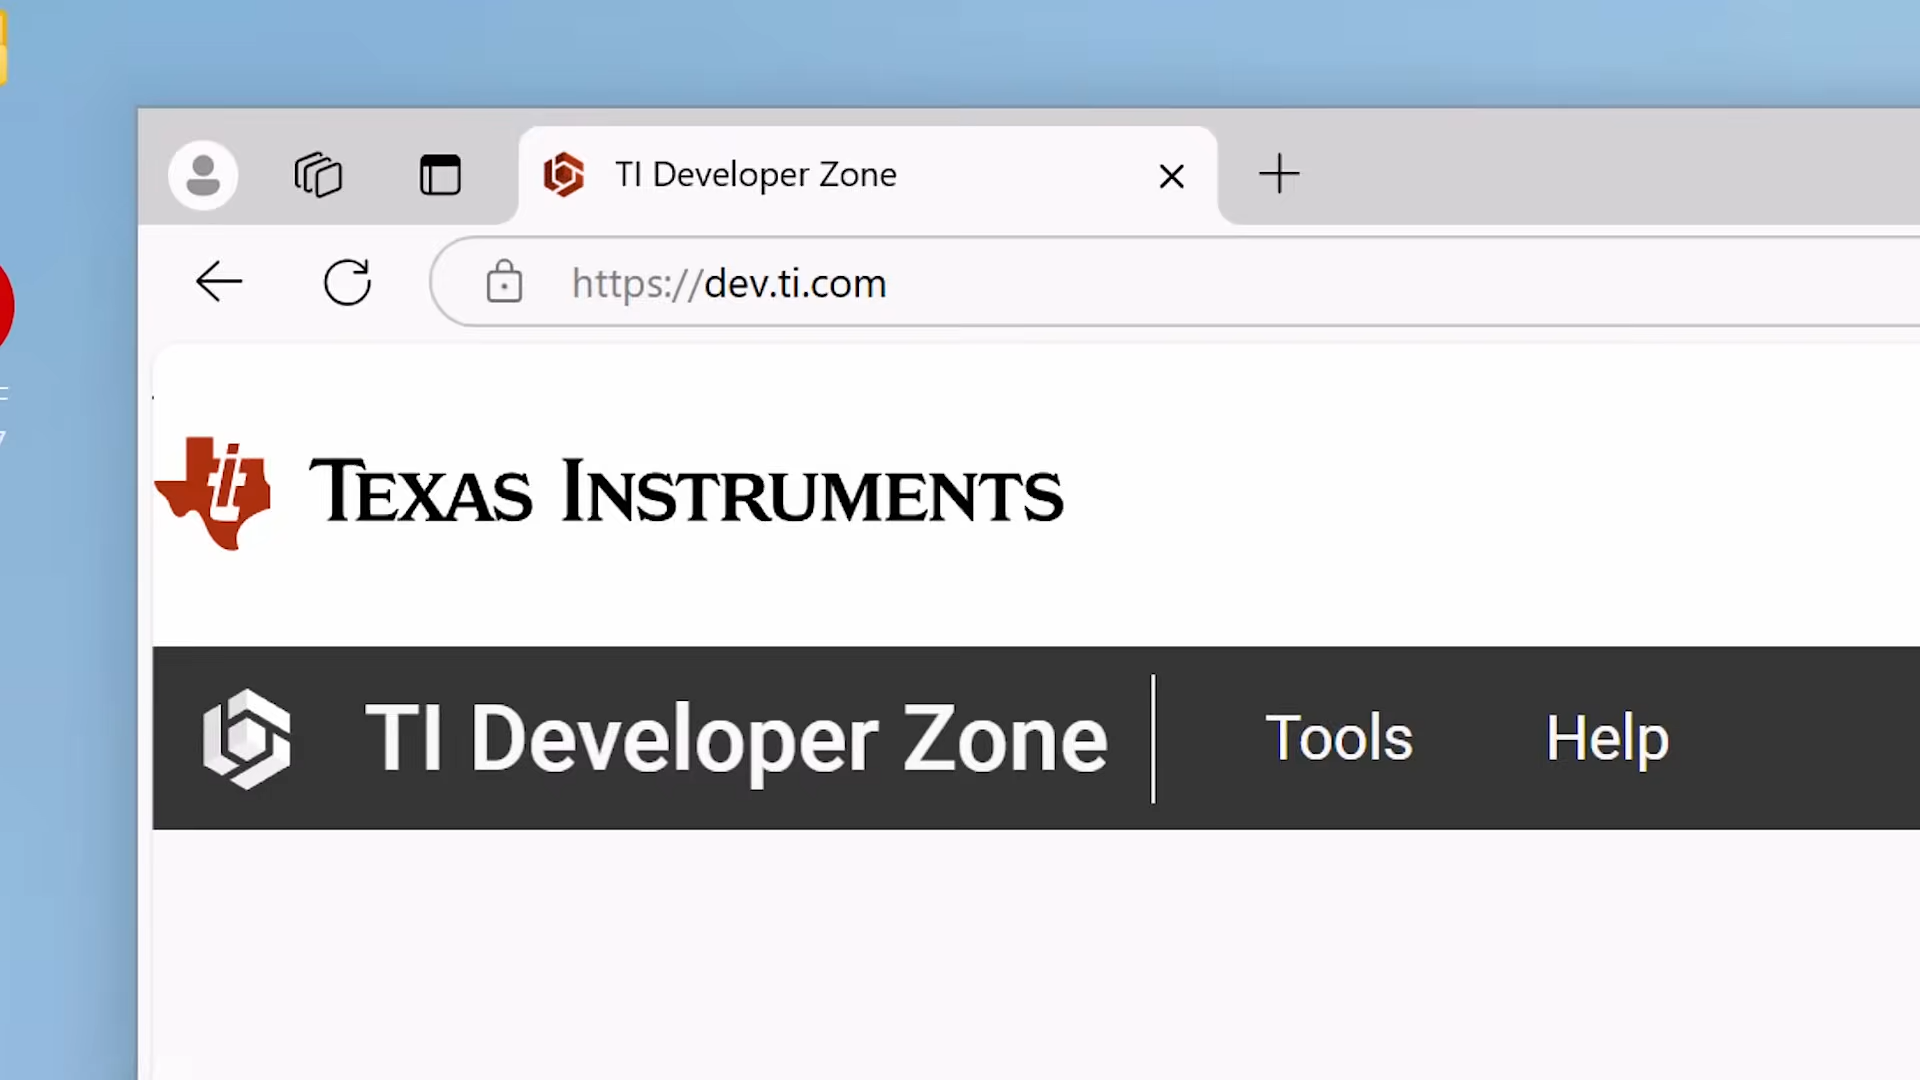 TI Developer Zone
https://dev.ti.com
TEXAS INSTRUMENTS
TI Developer Zone
Tools
Help